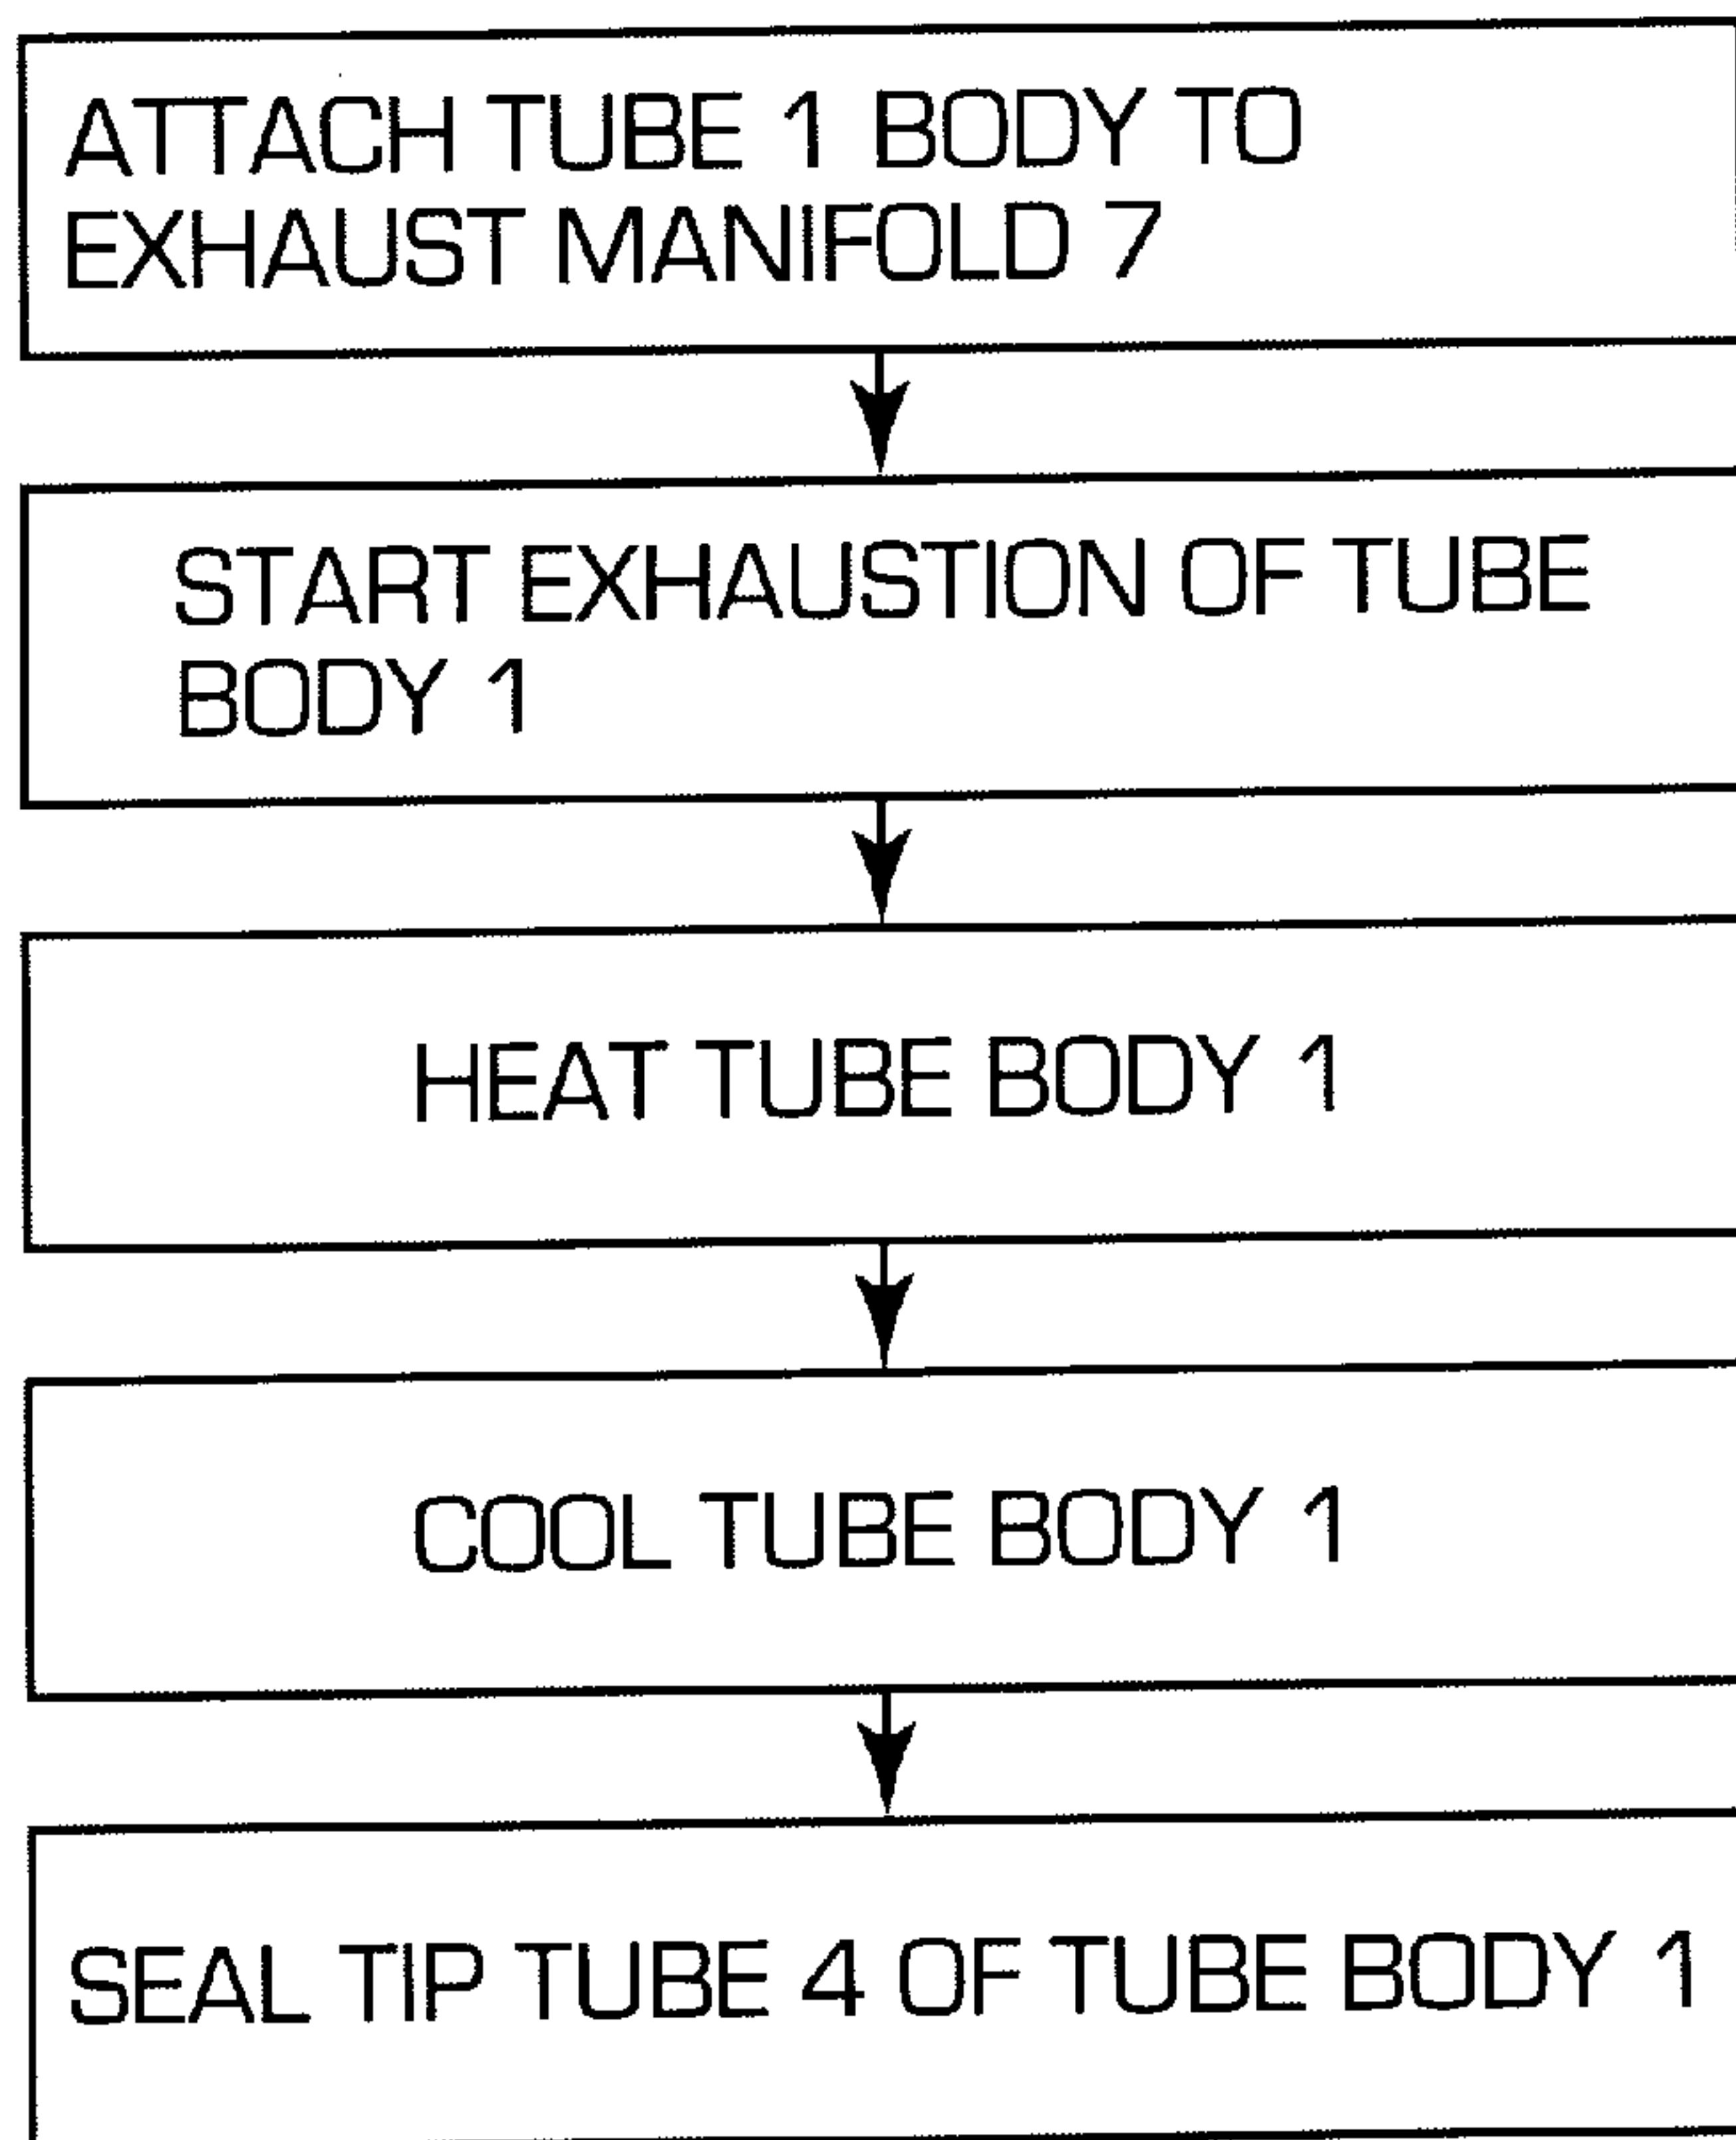 ATTACH TUBE 1 BODY TO
EXHAUST MANIFOLD 7
START EXHAUSTION OF TUBE
BODY 1
HEAT TUBE BODY 1
COOL TUBE BODY 1
SEAL TIP TUBE 4 OF TUBE BODY 1